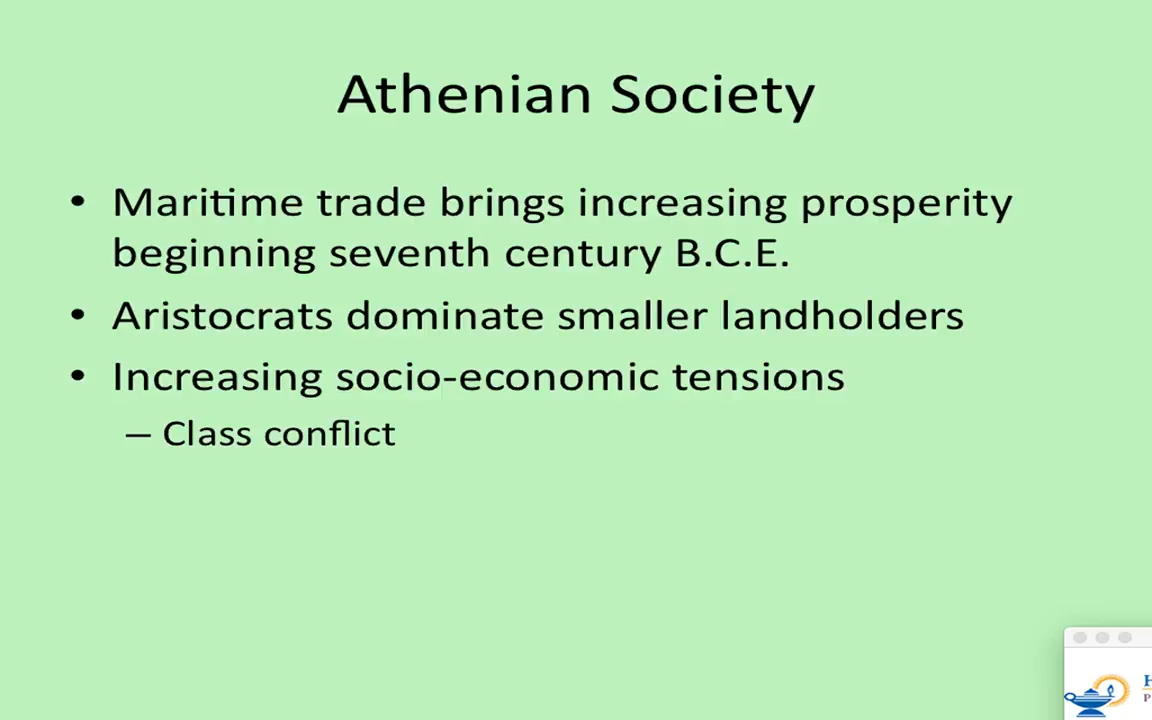 Athenian Society
• Maritime trade brings increasing prosperity
beginning seventh century B.C.E.
• Aristocrats dominate smaller landholders
• Increasing socio-economic tensions
– Class conflict
H
P